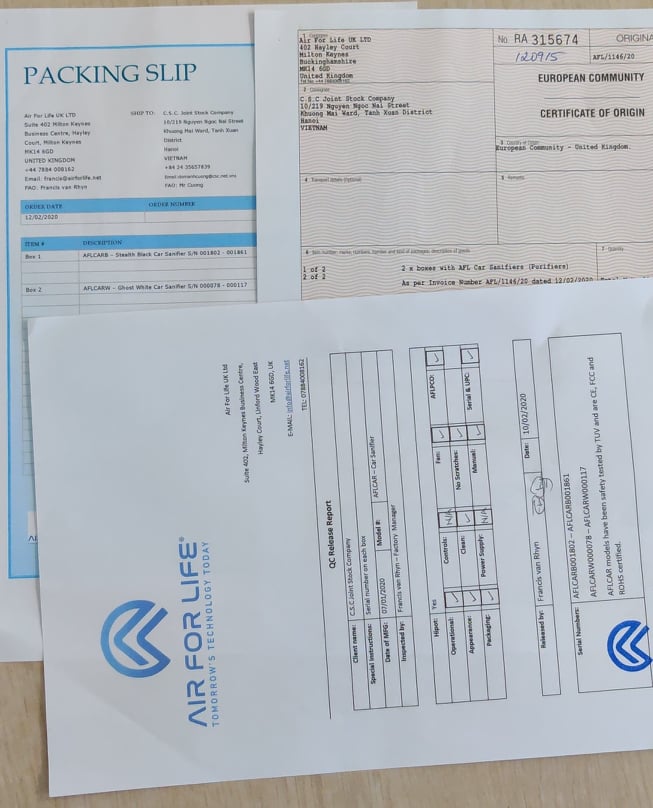 PACKING SLIP
Air For Life UK LTD
Suite 402 Milton Keynes
Business Centre, Hayley
Court, Milton Keynes
MK14 6GD
UNITED KINGDOM
+44 7884 008162
Email: francis@airforlife.net
FAO: Francis van Rhyn
SHIP TO:
C.S.C Joint Stock Company
10/219 Nguyen Ngoc Nai Street
Khuong Mai Ward, Tanh Xuan
District
Hanoi
VIETNAM
+84 24 35657839
FAO: Mr Cuong
ORDER DATE
ORDER NUMBER
12/02/2020
ITEM #
DESCRIPTION
Box 1
AFLCARB – Stealth Black Car Sanifier S/N 001802 - 001861
Box 2
AFLCARW – Ghost White Car Sanifier S/N 000078 - 000117
Air For Life UK LTD
402 Hayley Court
Milton Keynes
Buckinghamshire
MK14 6GD
United Kingdom
2 Consignee
C.S.C Joint Stock Company
10/219 Nguyen Ngoc Nai Street
Khuong Mai Ward, Tanh Xuan District
Hanoi
VIETNAM
No RA 315674
ORIGINA
120915
AFL/1146/20
EUROPEAN COMMUNITY
CERTIFICATE OF ORIGIN
3 Country of Origin
European Community - United Kingdom.
4 Transport details (Optional)
5 Remarks
6 Item number, marks, numbers, number and kind of packages, description of goods
7 Quantity
1 of 2
2 of 2
2 x boxes with AFL Car Sanifiers (Purifiers)
As per Invoice Number AFL/1146/20 dated 12/02/2020
AIR FOR LIFE®
TOMORROW'S TECHNOLOGY TODAY
Air For Life UK Ltd
Suite 402, Milton Keynes Business Centre,
Hayley Court, Linford Wood East
MK14 6GD, UK
E-MAIL: info@airforlife.net
TEL: 07884008162
QC Release Report
Client name: C.S.C Joint Stock Company
Special Instructions: Serial number on each box
Date of MFG: 07/01/2020 Model #: AFLCAR – Car Sanifier
Inspected by: Francis van Rhyn – Factory Manager
Hipot: Yes Controls: N/A Fan: ✓ AFLPCO: ✓
Operational: ✓ Clean: ✓ No Scratches: ✓ Serial & UPC: ✓
Appearance: ✓ Power Supply: N/A Manual: ✓
Packaging: ✓
Released by: Francis van Rhyn Date: 10/02/2020
Serial Numbers: AFLCARB001802 – AFLCARB001861
AFLCARW000078 – AFLCARW000117
AFLCAR models have been safety tested by TUV and are CE, FCC and
ROHS certified.